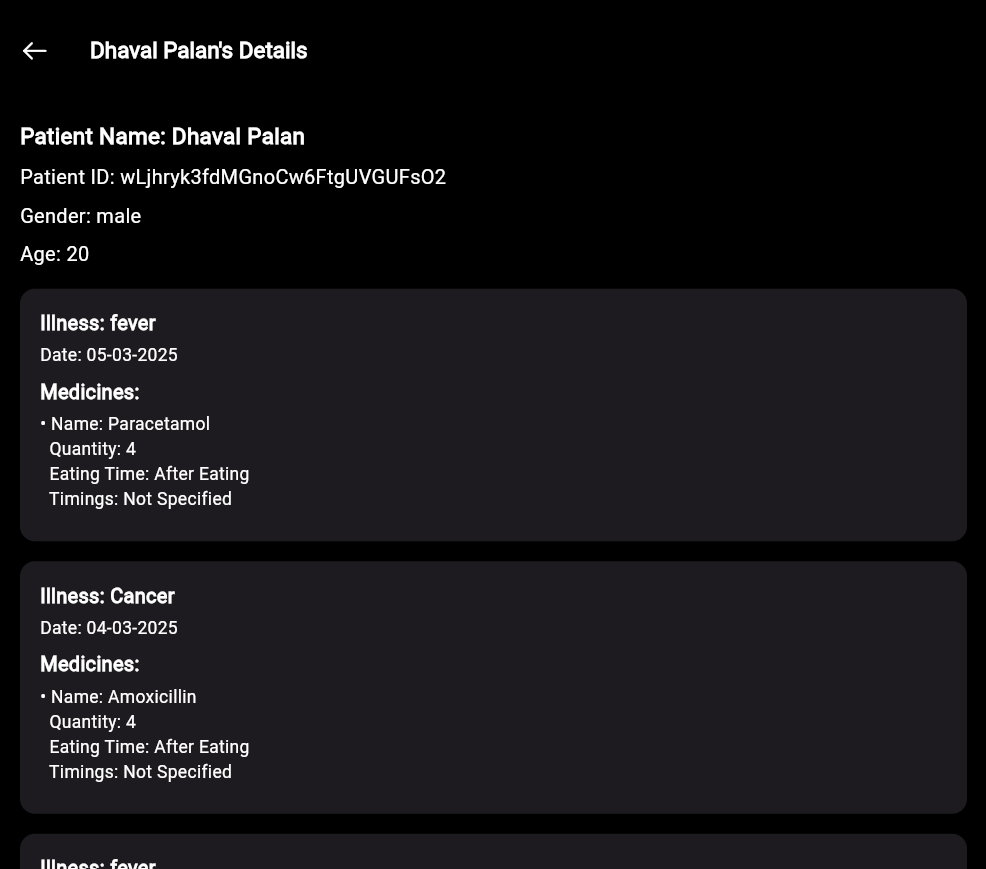 Dhaval Palan's Details
Patient Name: Dhaval Palan
Patient ID: wLjhryk3fdMGnoCw6FtgUVGUFsO2
Gender: male
Age: 20
Illness: fever
Date: 05-03-2025
Medicines:
• Name: Paracetamol
Quantity: 4
Eating Time: After Eating
Timings: Not Specified
Illness: Cancer
Date: 04-03-2025
Medicines:
• Name: Amoxicillin
Quantity: 4
Eating Time: After Eating
Timings: Not Specified
Illness: fever